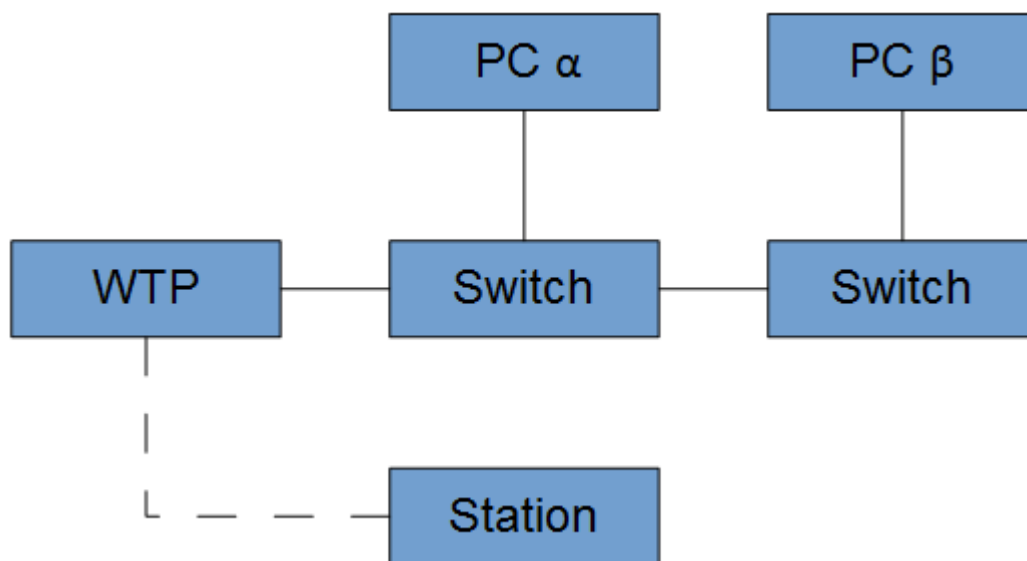 PC α
PC β
WTP
Switch
Switch
Station